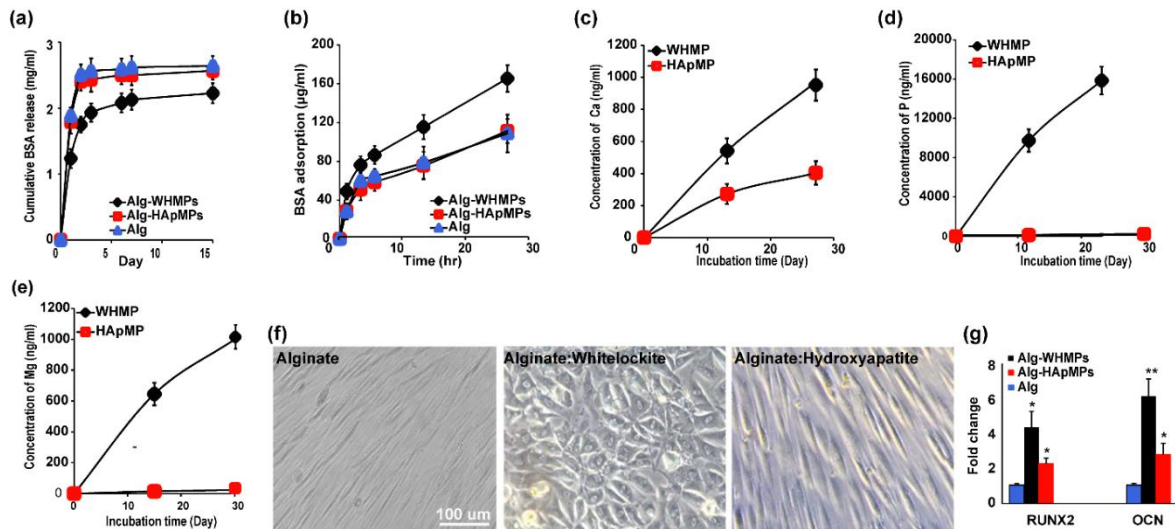 (a)
Cumulative BSA release (mg/ml)
3
2
1
0
Alg-WHMPs
Alg-HApMPs
Alg
0 5 10 15
Day
(b)
BSA adsorption (µg/ml)
200
160
120
80
40
0
Alg-WHMPs
Alg-HApMPs
Alg
0 10 20 30
Time (hr)
(c)
Concentration of Ca (ng/ml)
1200
1000
800
600
400
200
0
WHMP
HApMP
0 10 20 30
Incubation time (Day)
(d)
Concentration of P (ng/ml)
20000
16000
12000
8000
4000
0
WHMP
HApMP
0 10 20 30
Incubation time (Day)
(e)
Concentration of Mg (ng/ml)
1200
1000
800
600
400
200
0
WHMP
HApMP
0 10 20 30
Incubation time (Day)
(f)
Alginate
100 um
Alginate:Whitelockite
Alginate:Hydroxyapatite
(g)
Alg-WHMPs
Alg-HApMPs
Alg
Fold change
8
6
4
2
0
* * ** *
RUNX2 OCN